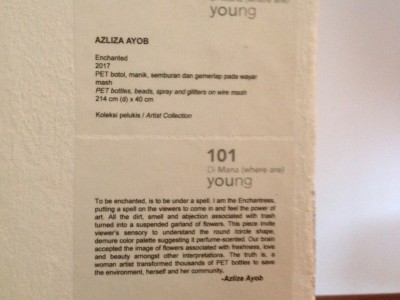 Di Mana (where are)
young
AZLIZA AYOB
Enchanted
2017
PET botol, manik, semburan dan gemerlap pada wayar
mash
PET bottles, beads, spray and glitters on wire mash
214 cm (d) x 40 cm
Koleksi pelukis / Artist Collection
101
Di Mana (where are)
young
To be enchanted, is to be under a spell. I am the Enchantress,
putting a spell on the viewers to come in and feel the power of
art. All the dirt, smell and abjection associated with trash
turned into a suspended garland of flowers. This piece invite
viewer's sensory to understand the round /circle shape,
demure color palette suggesting it perfume-scented. Our brain
accepted the image of flowers associated with freshness, love
and beauty amongst other interpretations. The truth is, a
woman artist transformed thousands of PET bottles to save
the environment, herself and her community.
-Azliza Ayob